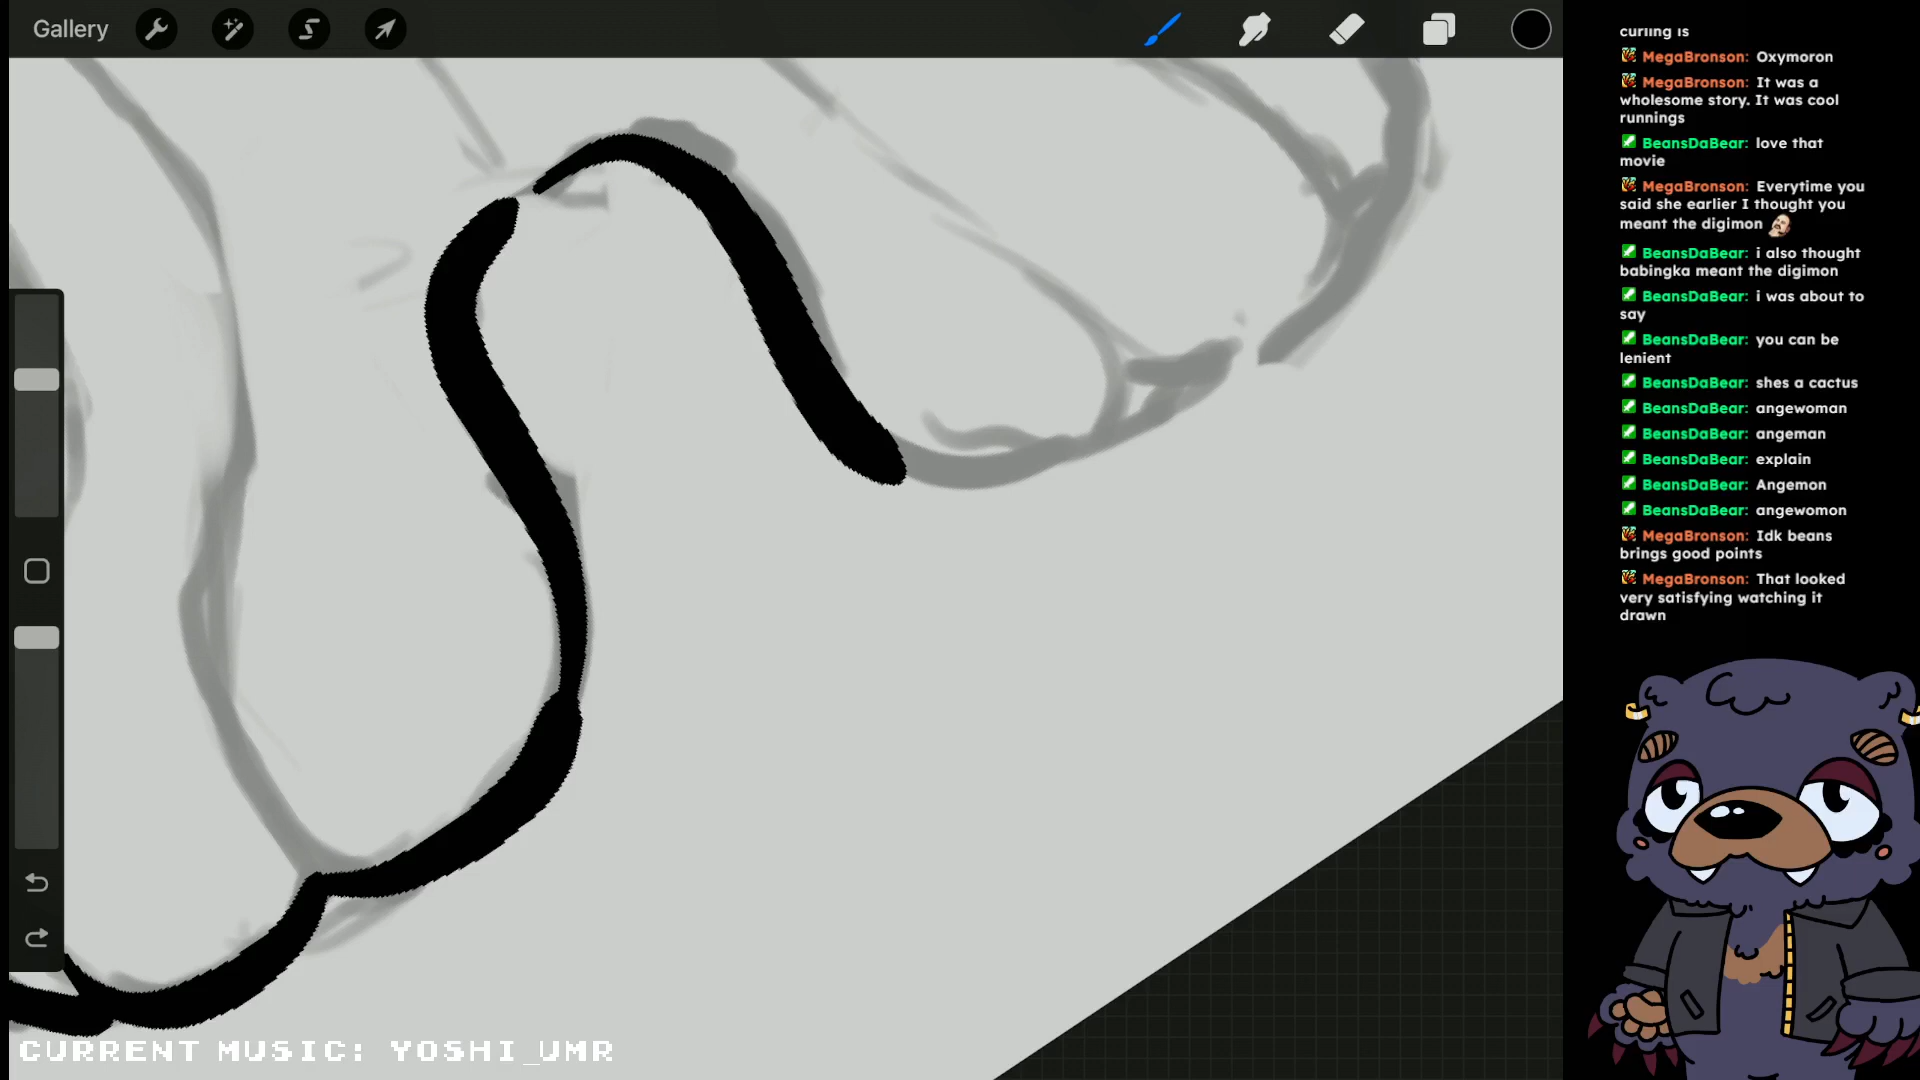 Gallery
curling is
MegaBronson: Oxymoron
MegaBronson: It was a
wholesome story. It was cool
runnings
BeansDaBear: love that
movie
MegaBronson: Everytime you
said she earlier I thought you
meant the digimon
BeansDaBear: i also thought
babingka meant the digimon
BeansDaBear: i was about to
say
BeansDaBear: you can be
lenient
BeansDaBear: shes a cactus
BeansDaBear: angewoman
BeansDaBear: angeman
BeansDaBear: explain
BeansDaBear: Angemon
BeansDaBear: angewomon
MegaBronson: Idk beans
brings good points
MegaBronson: That looked
very satisfying watching it
drawn
CURRENT MUSIC: YOSHI_UMR